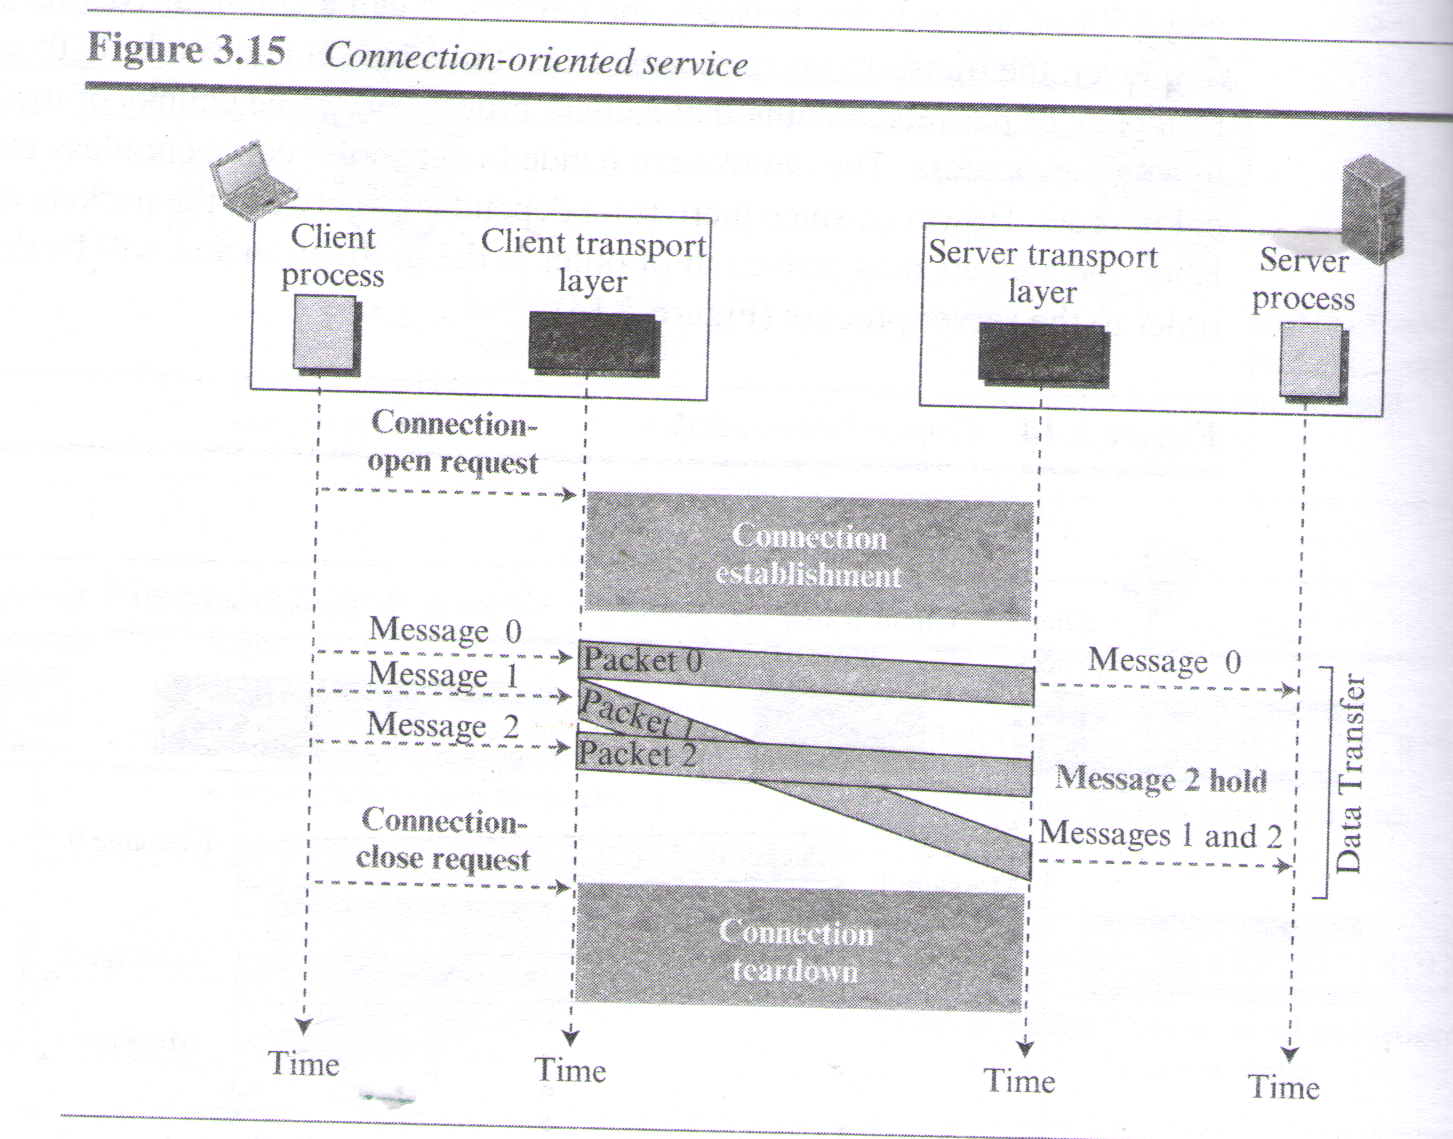 Figure 3.15 Connection-oriented service
Client process
Client transport layer
Server transport layer
Server process
Connection-
open request
Connection
establishment
Message 0
Packet 0
Message 0
Message 1
Packet 1
Message 2
Packet 2
Message 2 hold
Messages 1 and 2
Data Transfer
Connection-
close request
Connection
teardown
Time
Time
Time
Time